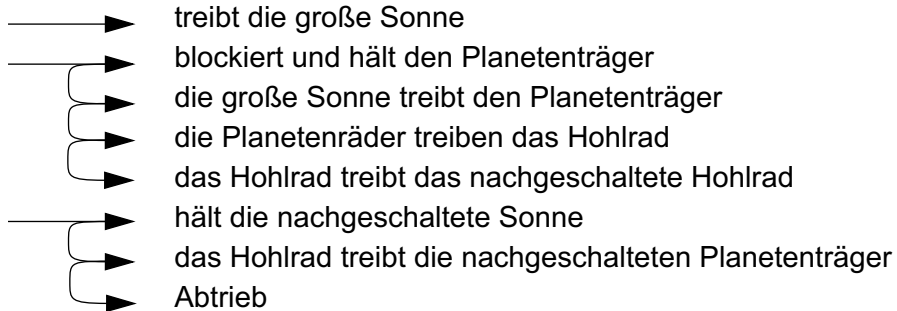 treibt die große Sonne
blockiert und hält den Planetenträger
die große Sonne treibt den Planetenträger
die Planetenräder treiben das Hohlrad
das Hohlrad treibt das nachgeschaltete Hohlrad
hält die nachgeschaltete Sonne
das Hohlrad treibt die nachgeschalteten Planetenträger
Abtrieb